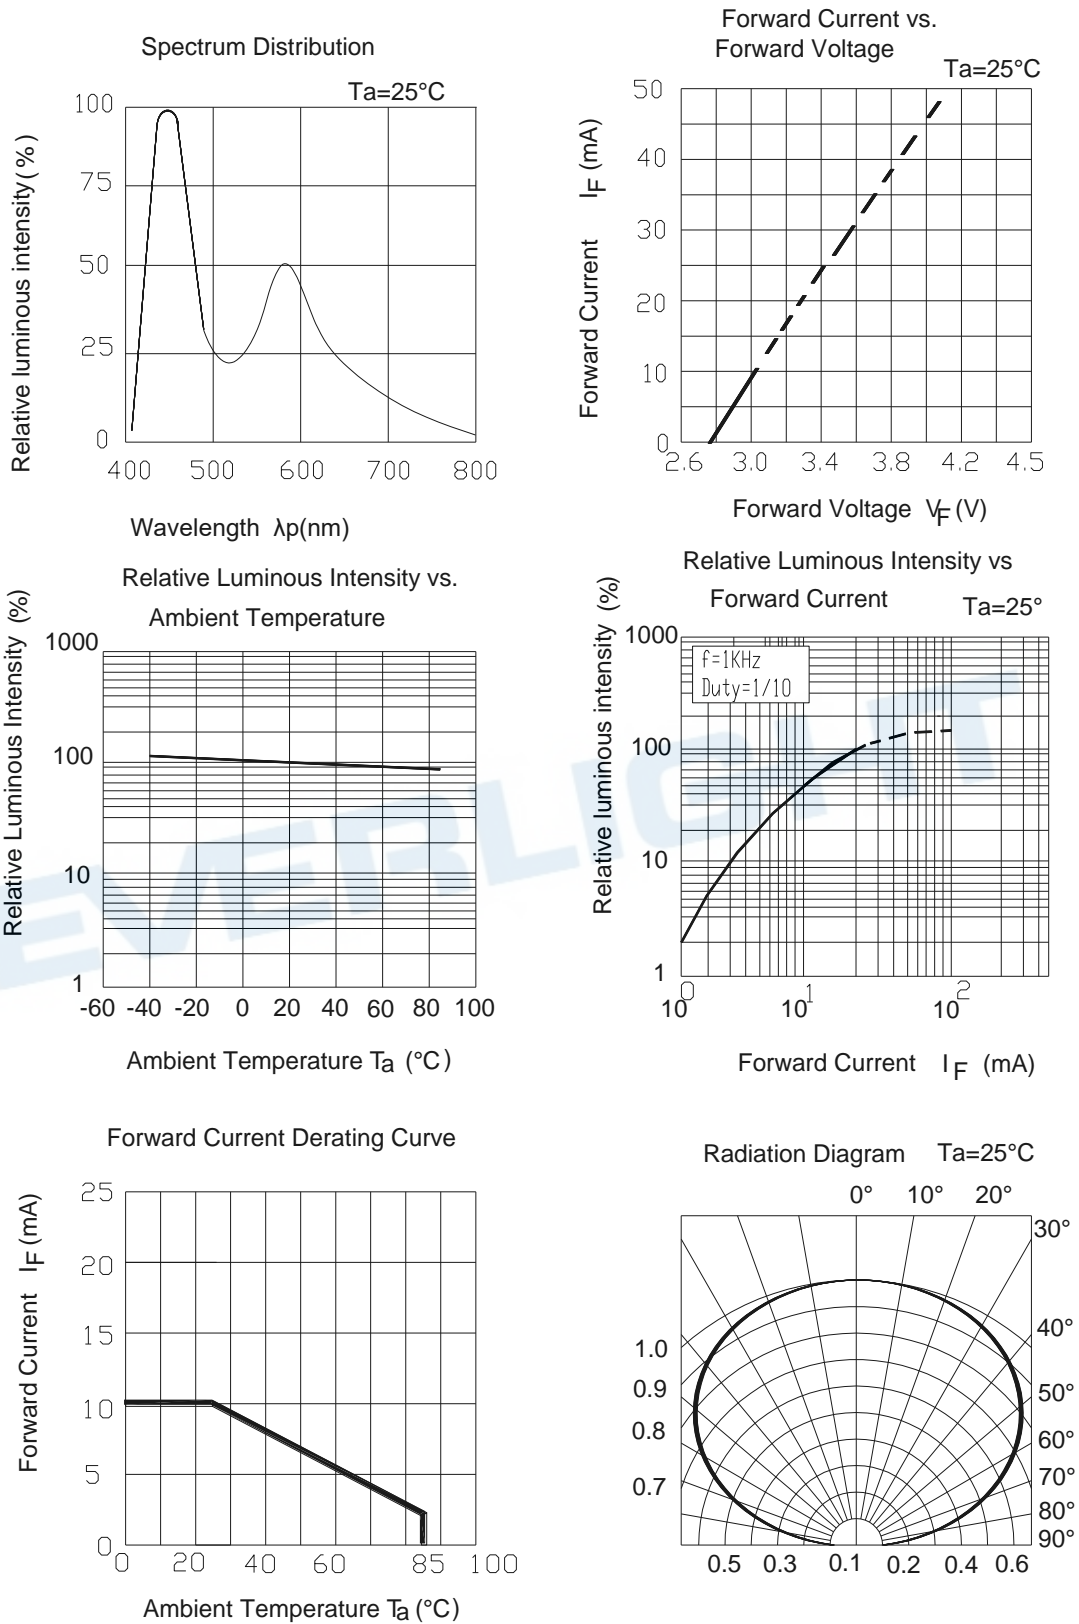 Spectrum Distribution
Ta=25°C
Relative luminous intensity(%)
100
75
50
25
0
400 500 600 700 800
Wavelength λp(nm)
Forward Current vs.
Forward Voltage
Ta=25°C
Forward Current IF (mA)
50
40
30
20
10
0
2.6 3.0 3.4 3.8 4.2 4.5
Forward Voltage VF (V)
Relative Luminous Intensity vs.
Ambient Temperature
Relative Luminous Intensity (%)
1000
100
10
1
-60 -40 -20 0 20 40 60 80 100
Ambient Temperature Ta (°C)
Relative Luminous Intensity vs
Forward Current
Ta=25°
Relative luminous intensity (%)
1000
f=1KHz
Duty=1/10
100
10
1
10^0 10^1 10^2
Forward Current IF (mA)
EVERLIGHT
Forward Current Derating Curve
Forward Current IF (mA)
25
20
15
10
5
0
0 20 40 60 85 100
Ambient Temperature Ta (°C)
Radiation Diagram Ta=25°C
0° 10° 20°
30°
40°
1.0
0.9
50°
0.8
60°
70°
0.7
80°
90°
0.5 0.3 0.1 0.2 0.4 0.6